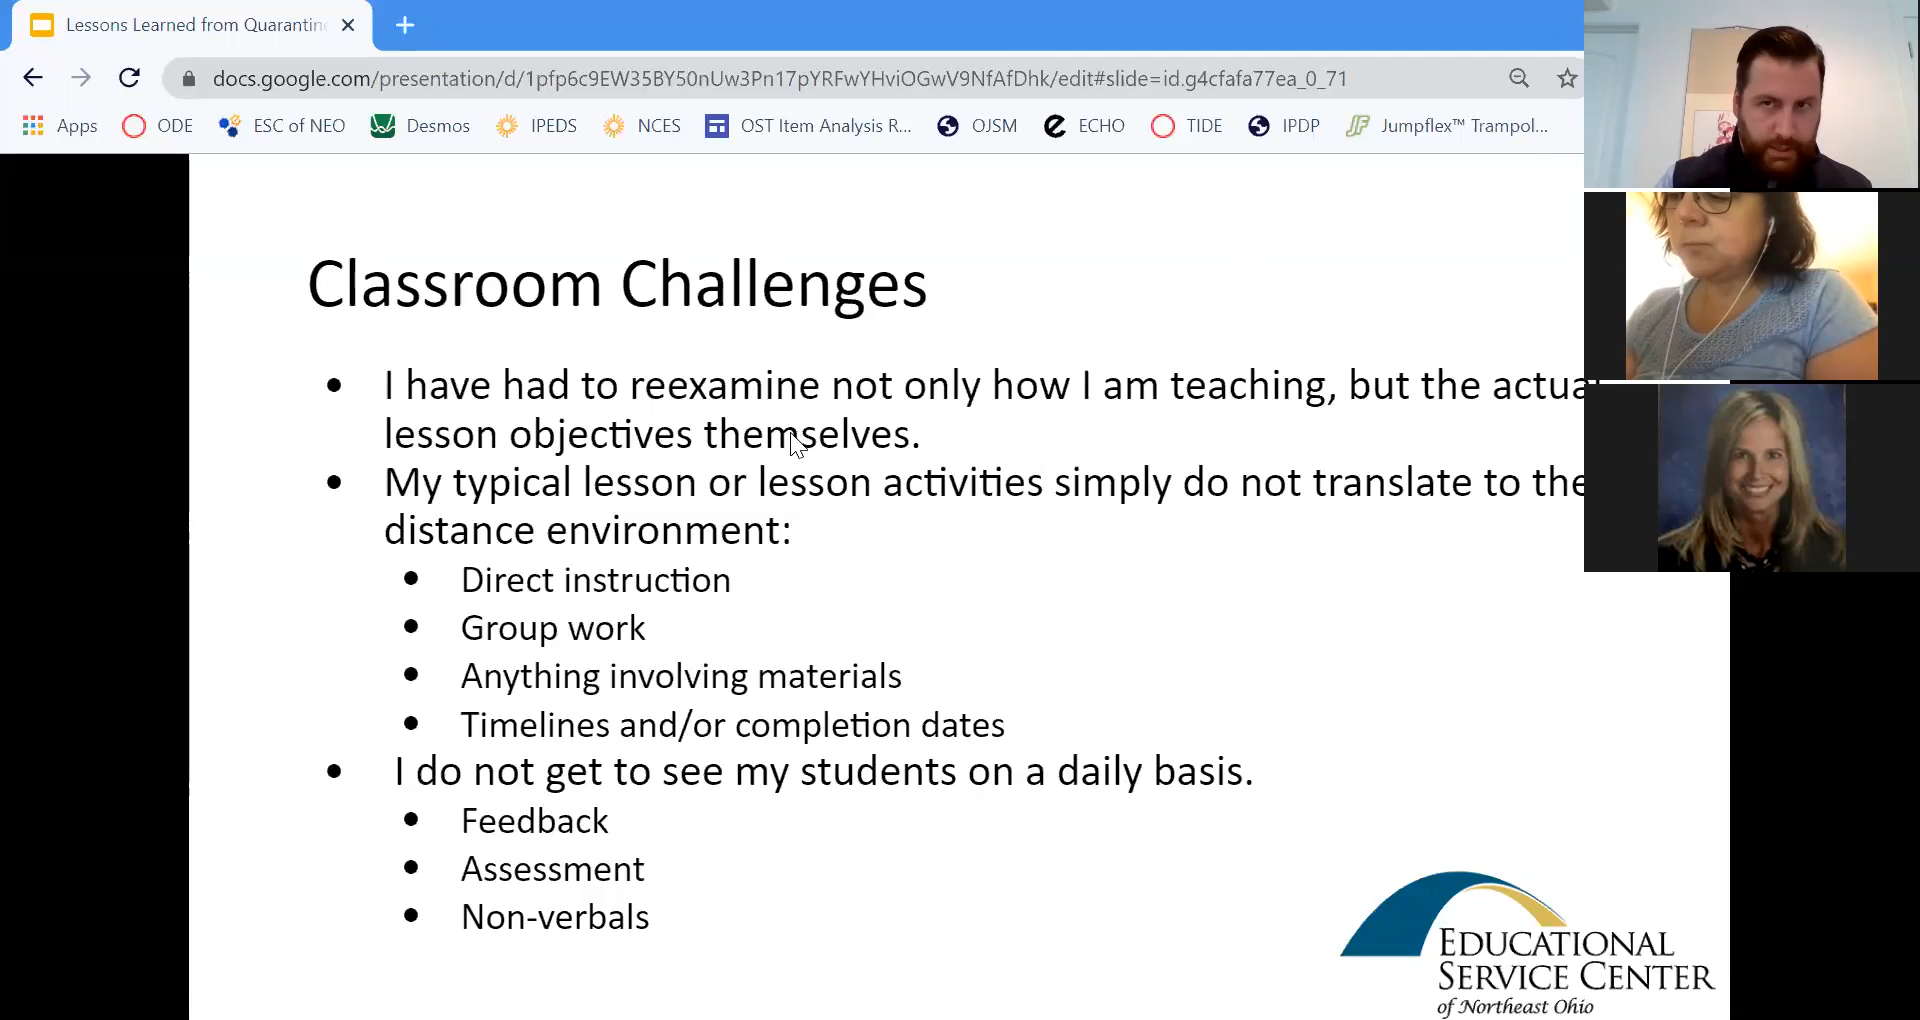 Lessons Learned from Quarantine
docs.google.com/presentation/d/1pfp6c9EW35BY50nUw3Pn17pYRFwYHviOGwV9NfAfDhk/edit#slide=id.g4cfafa77ea_0_71
Apps ODE ESC of NEO Desmos IPEDS NCES OST Item Analysis R... OJSM ECHO TIDE IPDP Jumpflex™ Trampol...
Classroom Challenges
• I have had to reexamine not only how I am teaching, but the actual
lesson objectives themselves.
• My typical lesson or lesson activities simply do not translate to the
distance environment:
• Direct instruction
• Group work
• Anything involving materials
• Timelines and/or completion dates
• I do not get to see my students on a daily basis.
• Feedback
• Assessment
• Non-verbals
EDUCATIONAL
SERVICE CENTER
of Northeast Ohio